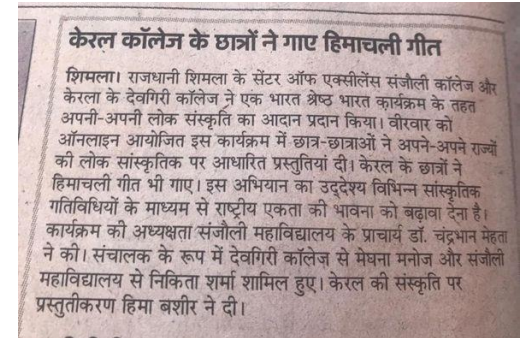 केरल कॉलेज के छात्रों ने गाए हिमाचली गीत
शिमला। राजधानी शिमला के सेंटर ऑफ एक्सीलेंस संजौली कॉलेज और
केरला के देवगिरी कॉलेज ने एक भारत श्रेष्ठ भारत कार्यक्रम के तहत
अपनी-अपनी लोक संस्कृति का आदान प्रदान किया। वीरवार को
ऑनलाइन आयोजित इस कार्यक्रम में छात्र-छात्राओं ने अपने-अपने राज्यों
की लोक सांस्कृतिक पर आधारित प्रस्तुतियां दी। केरल के छात्रों ने
हिमाचली गीत भी गाए। इस अभियान का उद्देश्य विभिन्न सांस्कृतिक
गतिविधियों के माध्यम से राष्ट्रीय एकता की भावना को बढ़ावा देना है।
कार्यक्रम की अध्यक्षता संजौली महाविद्यालय के प्राचार्य डॉ. चंद्रभान मेहता
ने की। संचालक के रूप में देवगिरी कॉलेज से मेघना मनोज और संजौली
महाविद्यालय से निकिता शर्मा शामिल हुए। केरल की संस्कृति पर
प्रस्तुतीकरण हिमा बशीर ने दी।